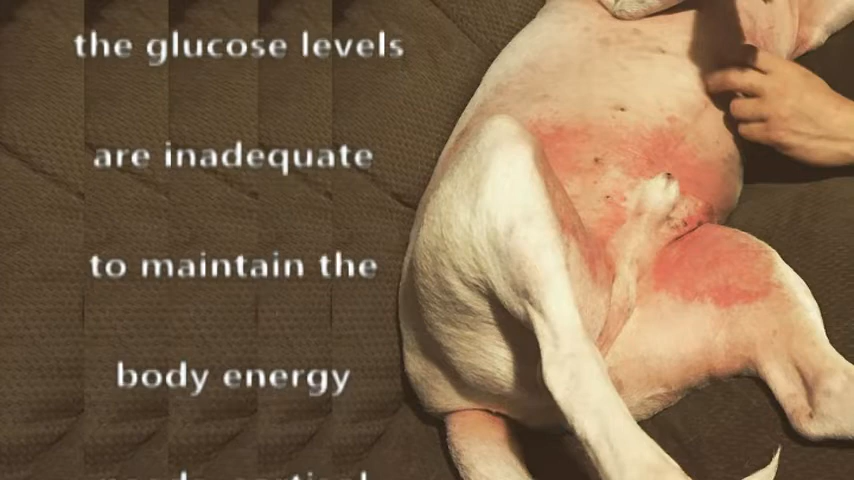 the glucose levels
are inadequate
to maintain the
body energy